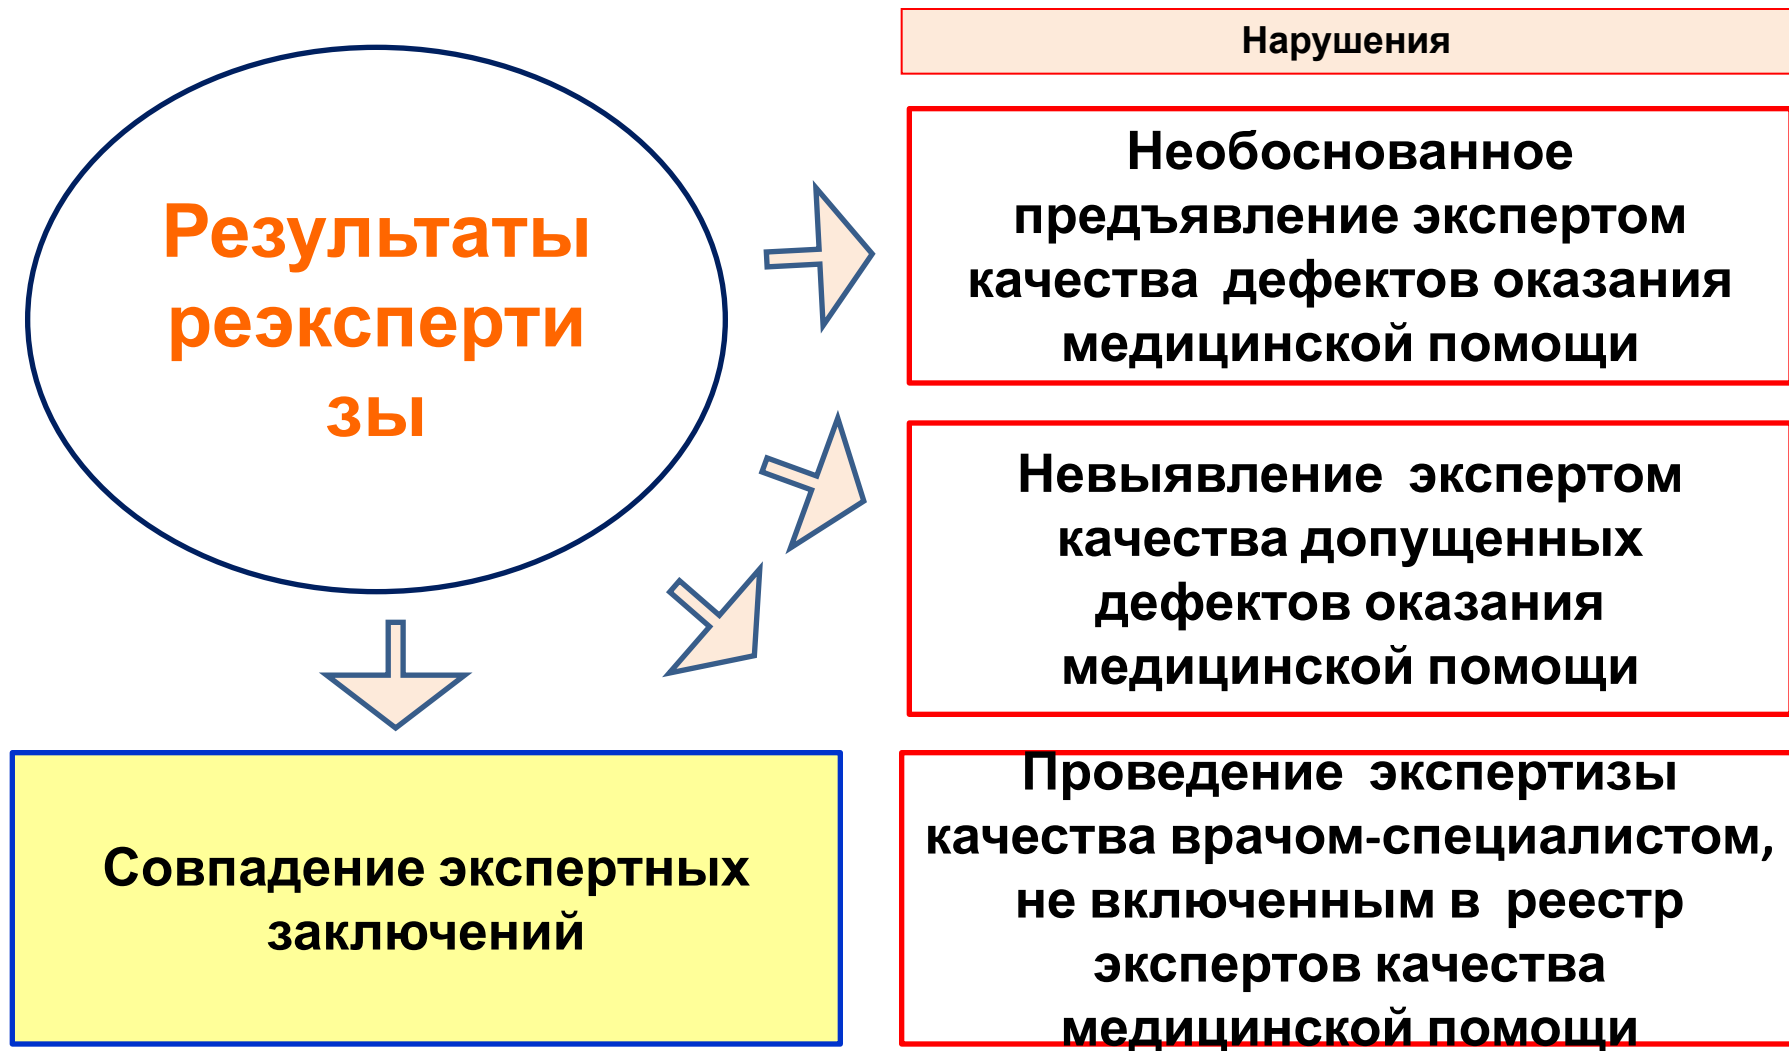 Нарушения
Результаты
реэксперти
зы
Необоснованное
предъявление экспертом
качества дефектов оказания
медицинской помощи
Невыявление экспертом
качества допущенных
дефектов оказания
медицинской помощи
Совпадение экспертных
заключений
Проведение экспертизы
качества врачом-специалистом,
не включенным в реестр
экспертов качества
медицинской помощи